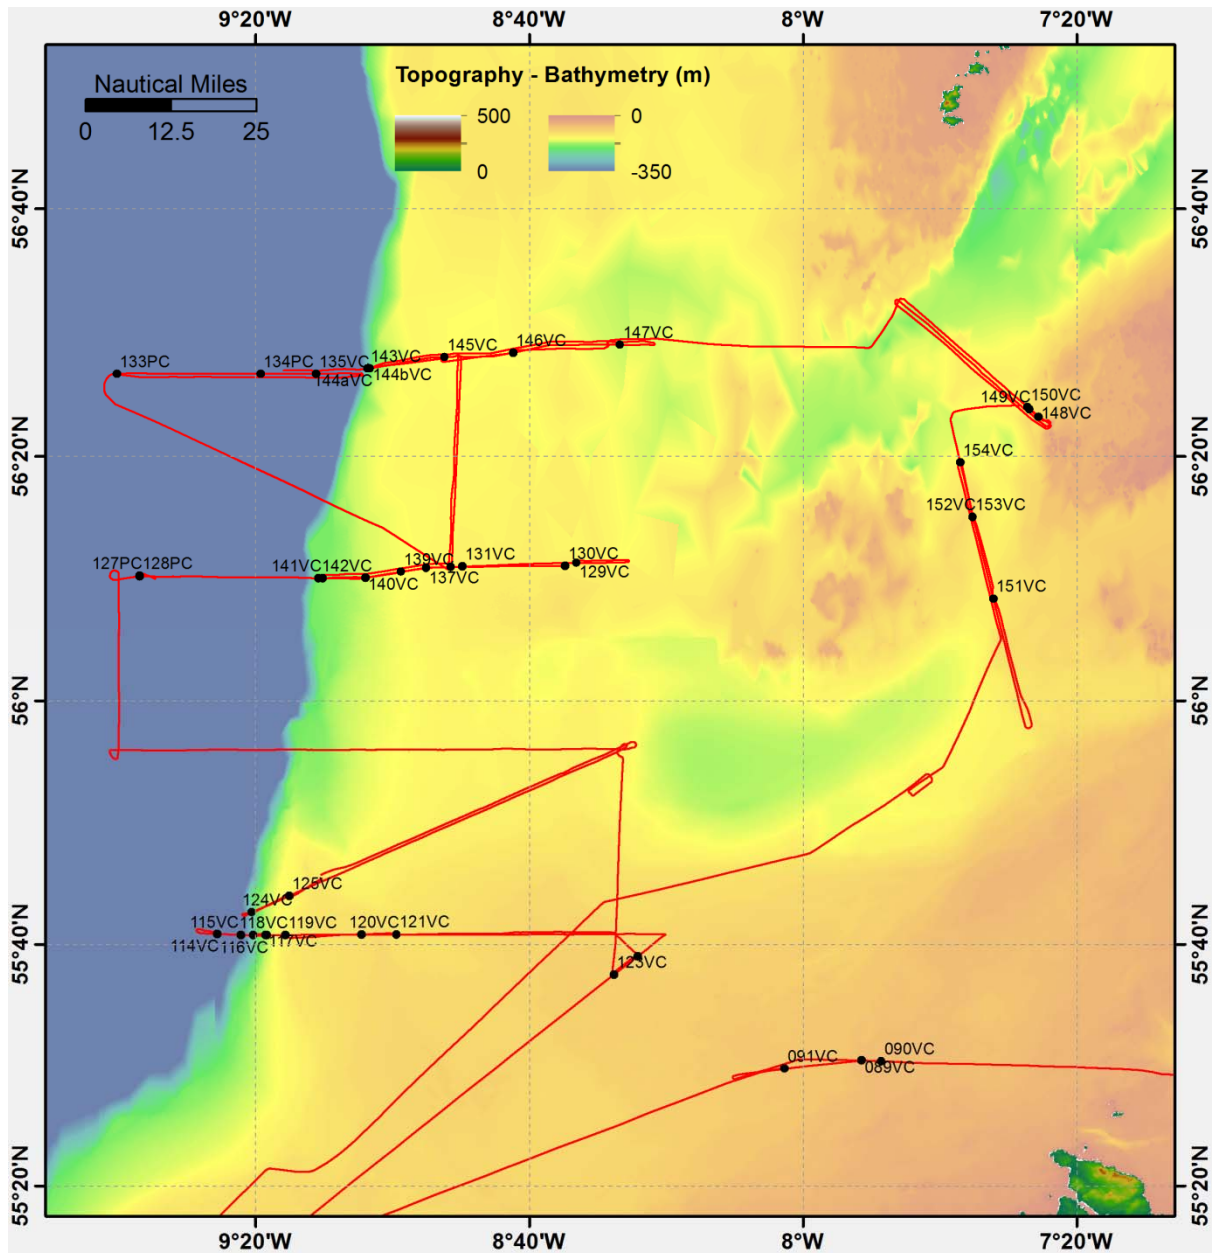 9°20'W 8°40'W 8°W 7°20'W
Nautical Miles
0 12.5 25
Topography - Bathymetry (m)
500
0
0
-350
56°40'N
56°40'N
147VC
146VC
145VC
143VC
133PC
134PC
135VC
144aVC
144bVC
149VC
150VC
148VC
56°20'N
56°20'N
154VC
152VC
153VC
127PC
128PC
141VC
142VC
139VC
131VC
130VC
137VC
129VC
140VC
151VC
56°N
56°N
125VC
124VC
115VC
118VC
119VC
120VC
121VC
114VC
116VC
117VC
55°40'N
55°40'N
123VC
091VC
090VC
089VC
55°20'N
55°20'N
9°20'W 8°40'W 8°W 7°20'W